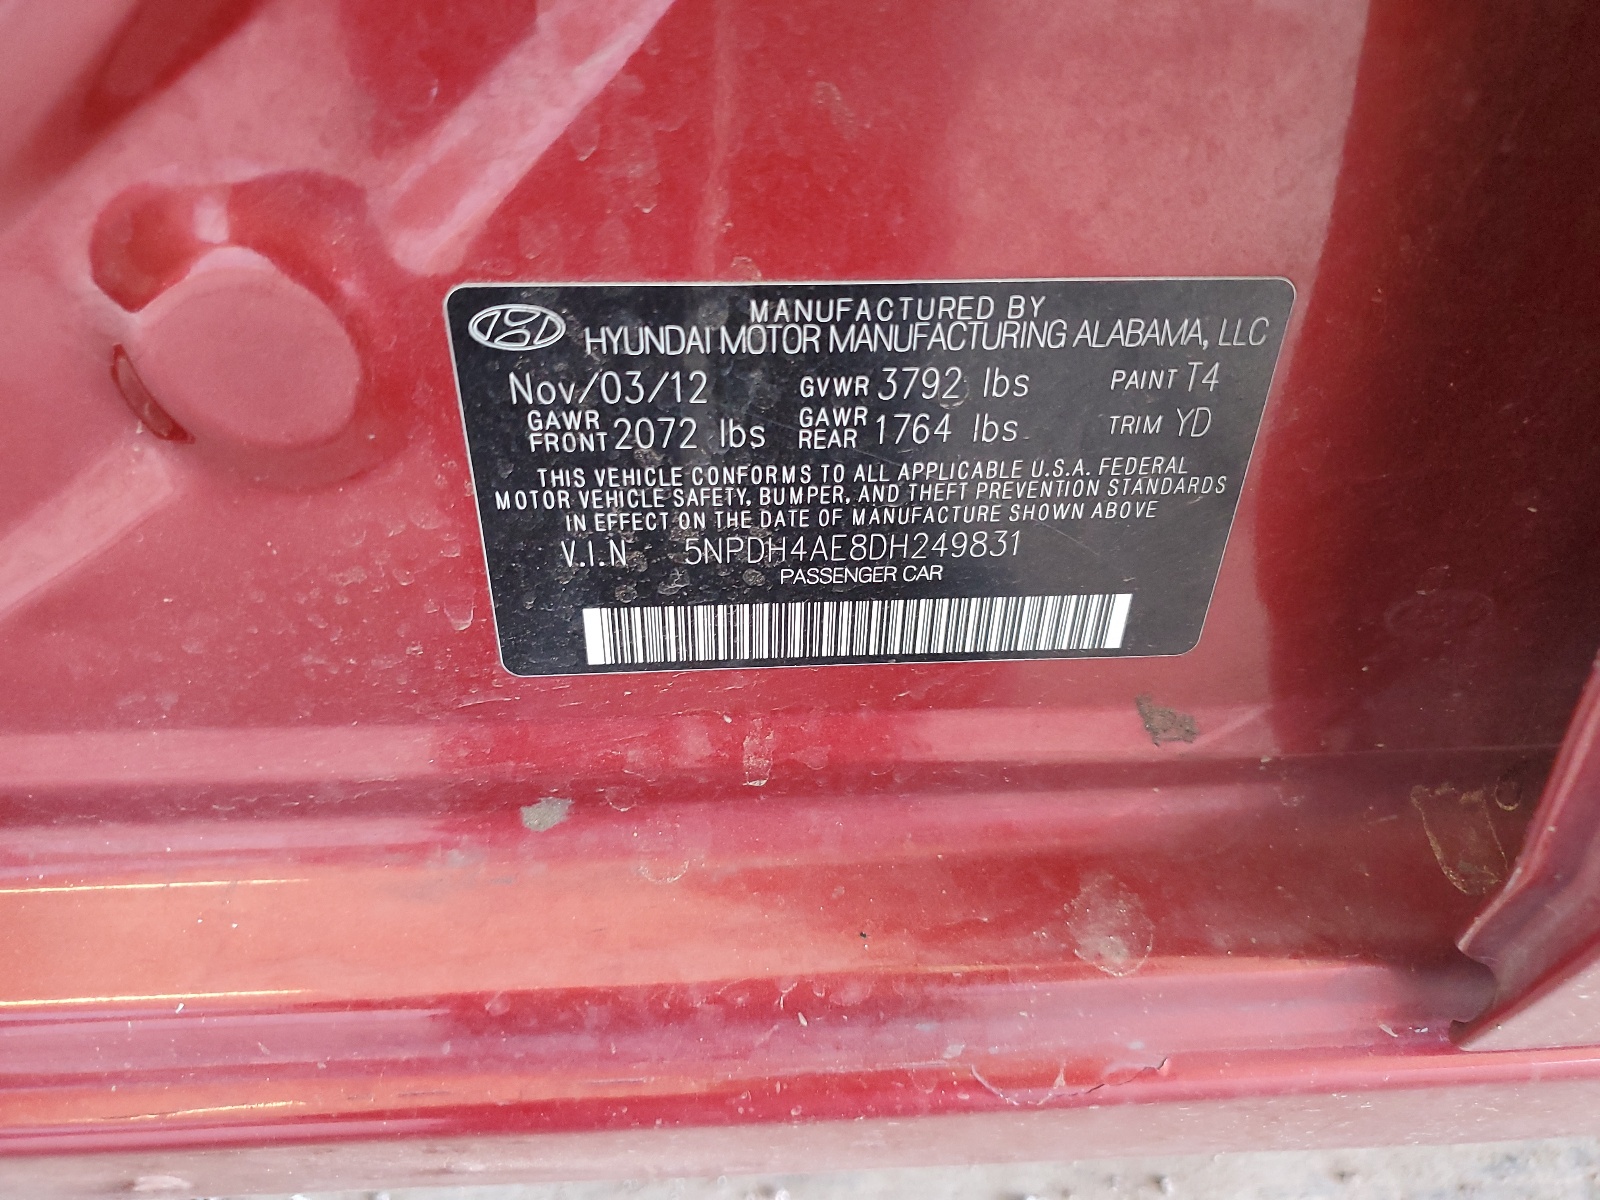 MANUFACTURED BY
HYUNDAI MOTOR MANUFACTURING ALABAMA, LLC
Nov/03/12 GVWR 3792 lbs PAINT T4
GAWR FRONT 2072 lbs GAWR REAR 1764 lbs TRIM YD
THIS VEHICLE CONFORMS TO ALL APPLICABLE U.S.A. FEDERAL
MOTOR VEHICLE SAFETY, BUMPER, AND THEFT PREVENTION STANDARDS
IN EFFECT ON THE DATE OF MANUFACTURE SHOWN ABOVE
V.I.N 5NPDH4AE8DH249831
PASSENGER CAR